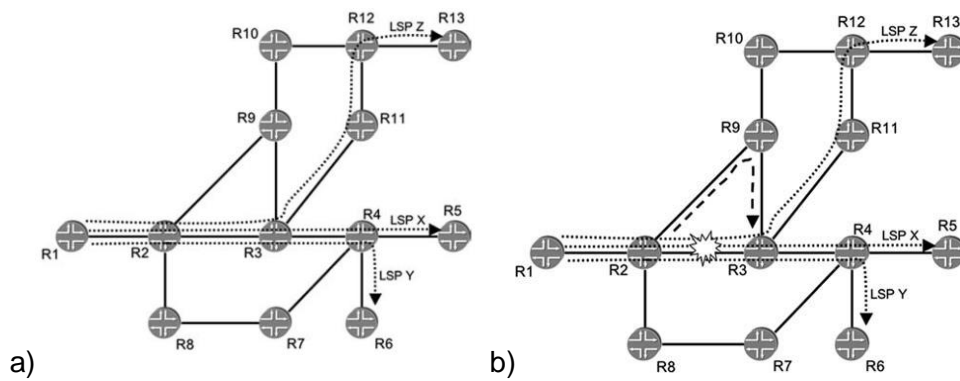 R12 LSP Z R13
R10
R9
R11
R4 LSP X R5
R1 R2 R3
LSP Y
R8 R7 R6
a)
R12 LSP Z R13
R10
R9
R11
R4 LSP X R5
R1 R2 R3
LSP Y
R8 R7 R6
b)